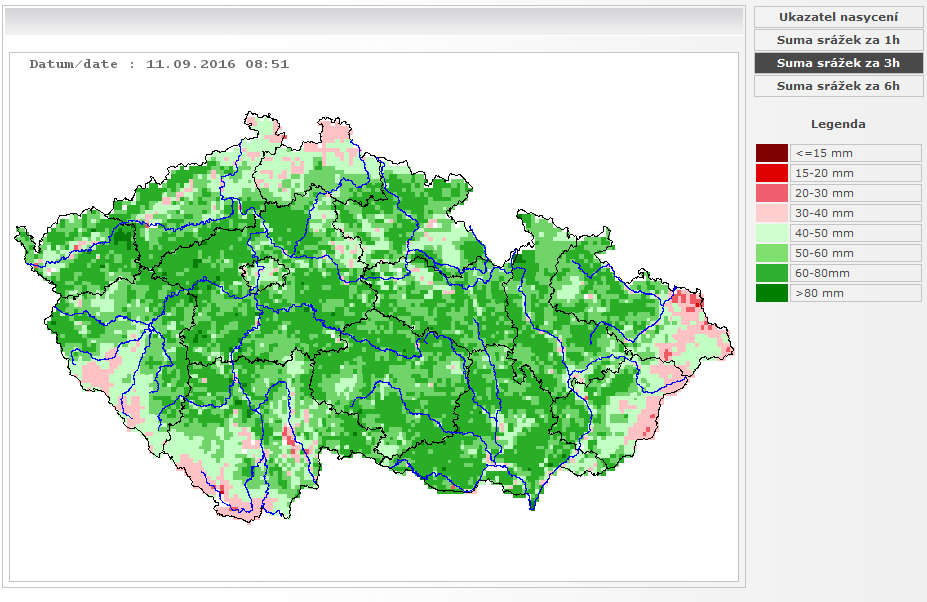 Ukazatel nasycení
Suma srážek za 1h
Datum/date : 11.09.2016 08:51
Suma srážek za 3h
Suma srážek za 6h
Legenda
<=15 mm
15-20 mm
20-30 mm
30-40 mm
40-50 mm
50-60 mm
60-80mm
>80 mm